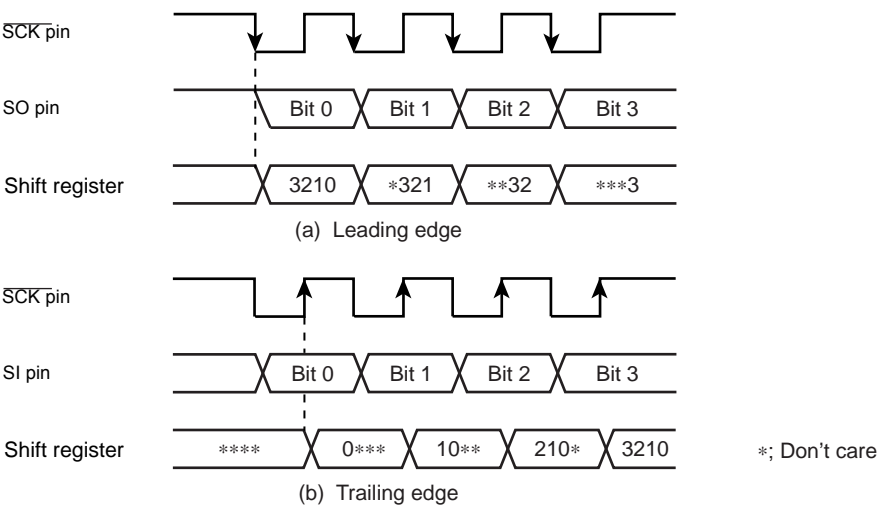 SCK pin
SO pin Bit 0 Bit 1 Bit 2 Bit 3
Shift register 3210 *321 **32 ***3
(a) Leading edge
SCK pin
SI pin Bit 0 Bit 1 Bit 2 Bit 3
Shift register **** 0*** 10** 210* 3210 *; Don't care
(b) Trailing edge